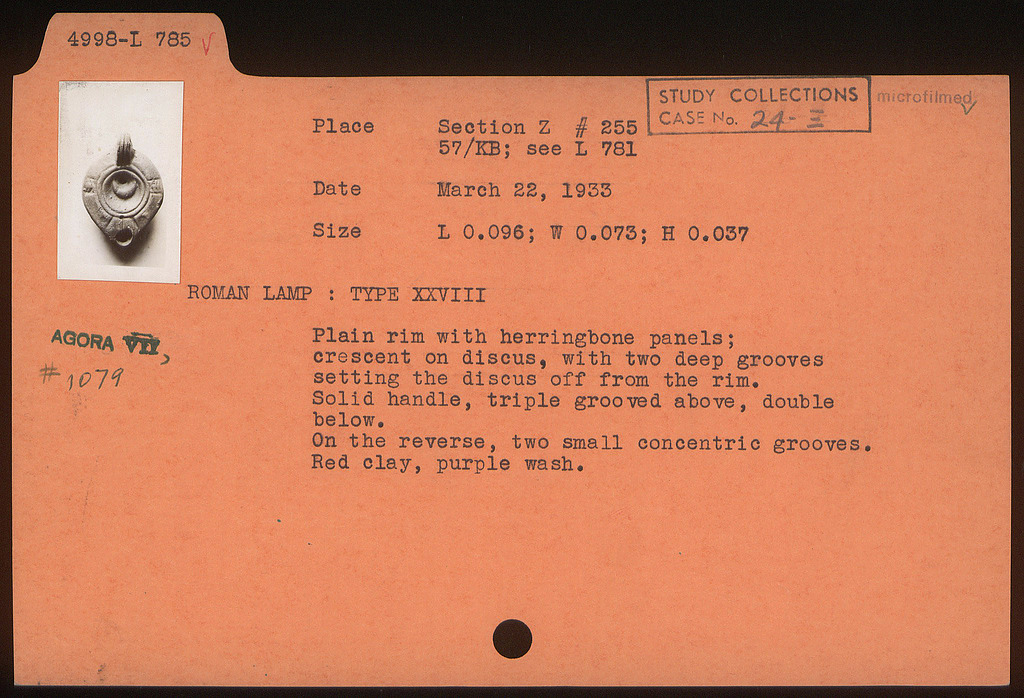 4998-L 785 √
STUDY COLLECTIONS
CASE No. 24-Ξ
microfilmed √
Place Section Z # 255
57/KB; see L 781
Date March 22, 1933
Size L 0.096; W 0.073; H 0.037
ROMAN LAMP : TYPE XXVIII
AGORA VII,
# 1079
Plain rim with herringbone panels;
crescent on discus, with two deep grooves
setting the discus off from the rim.
Solid handle, triple grooved above, double
below.
On the reverse, two small concentric grooves.
Red clay, purple wash.